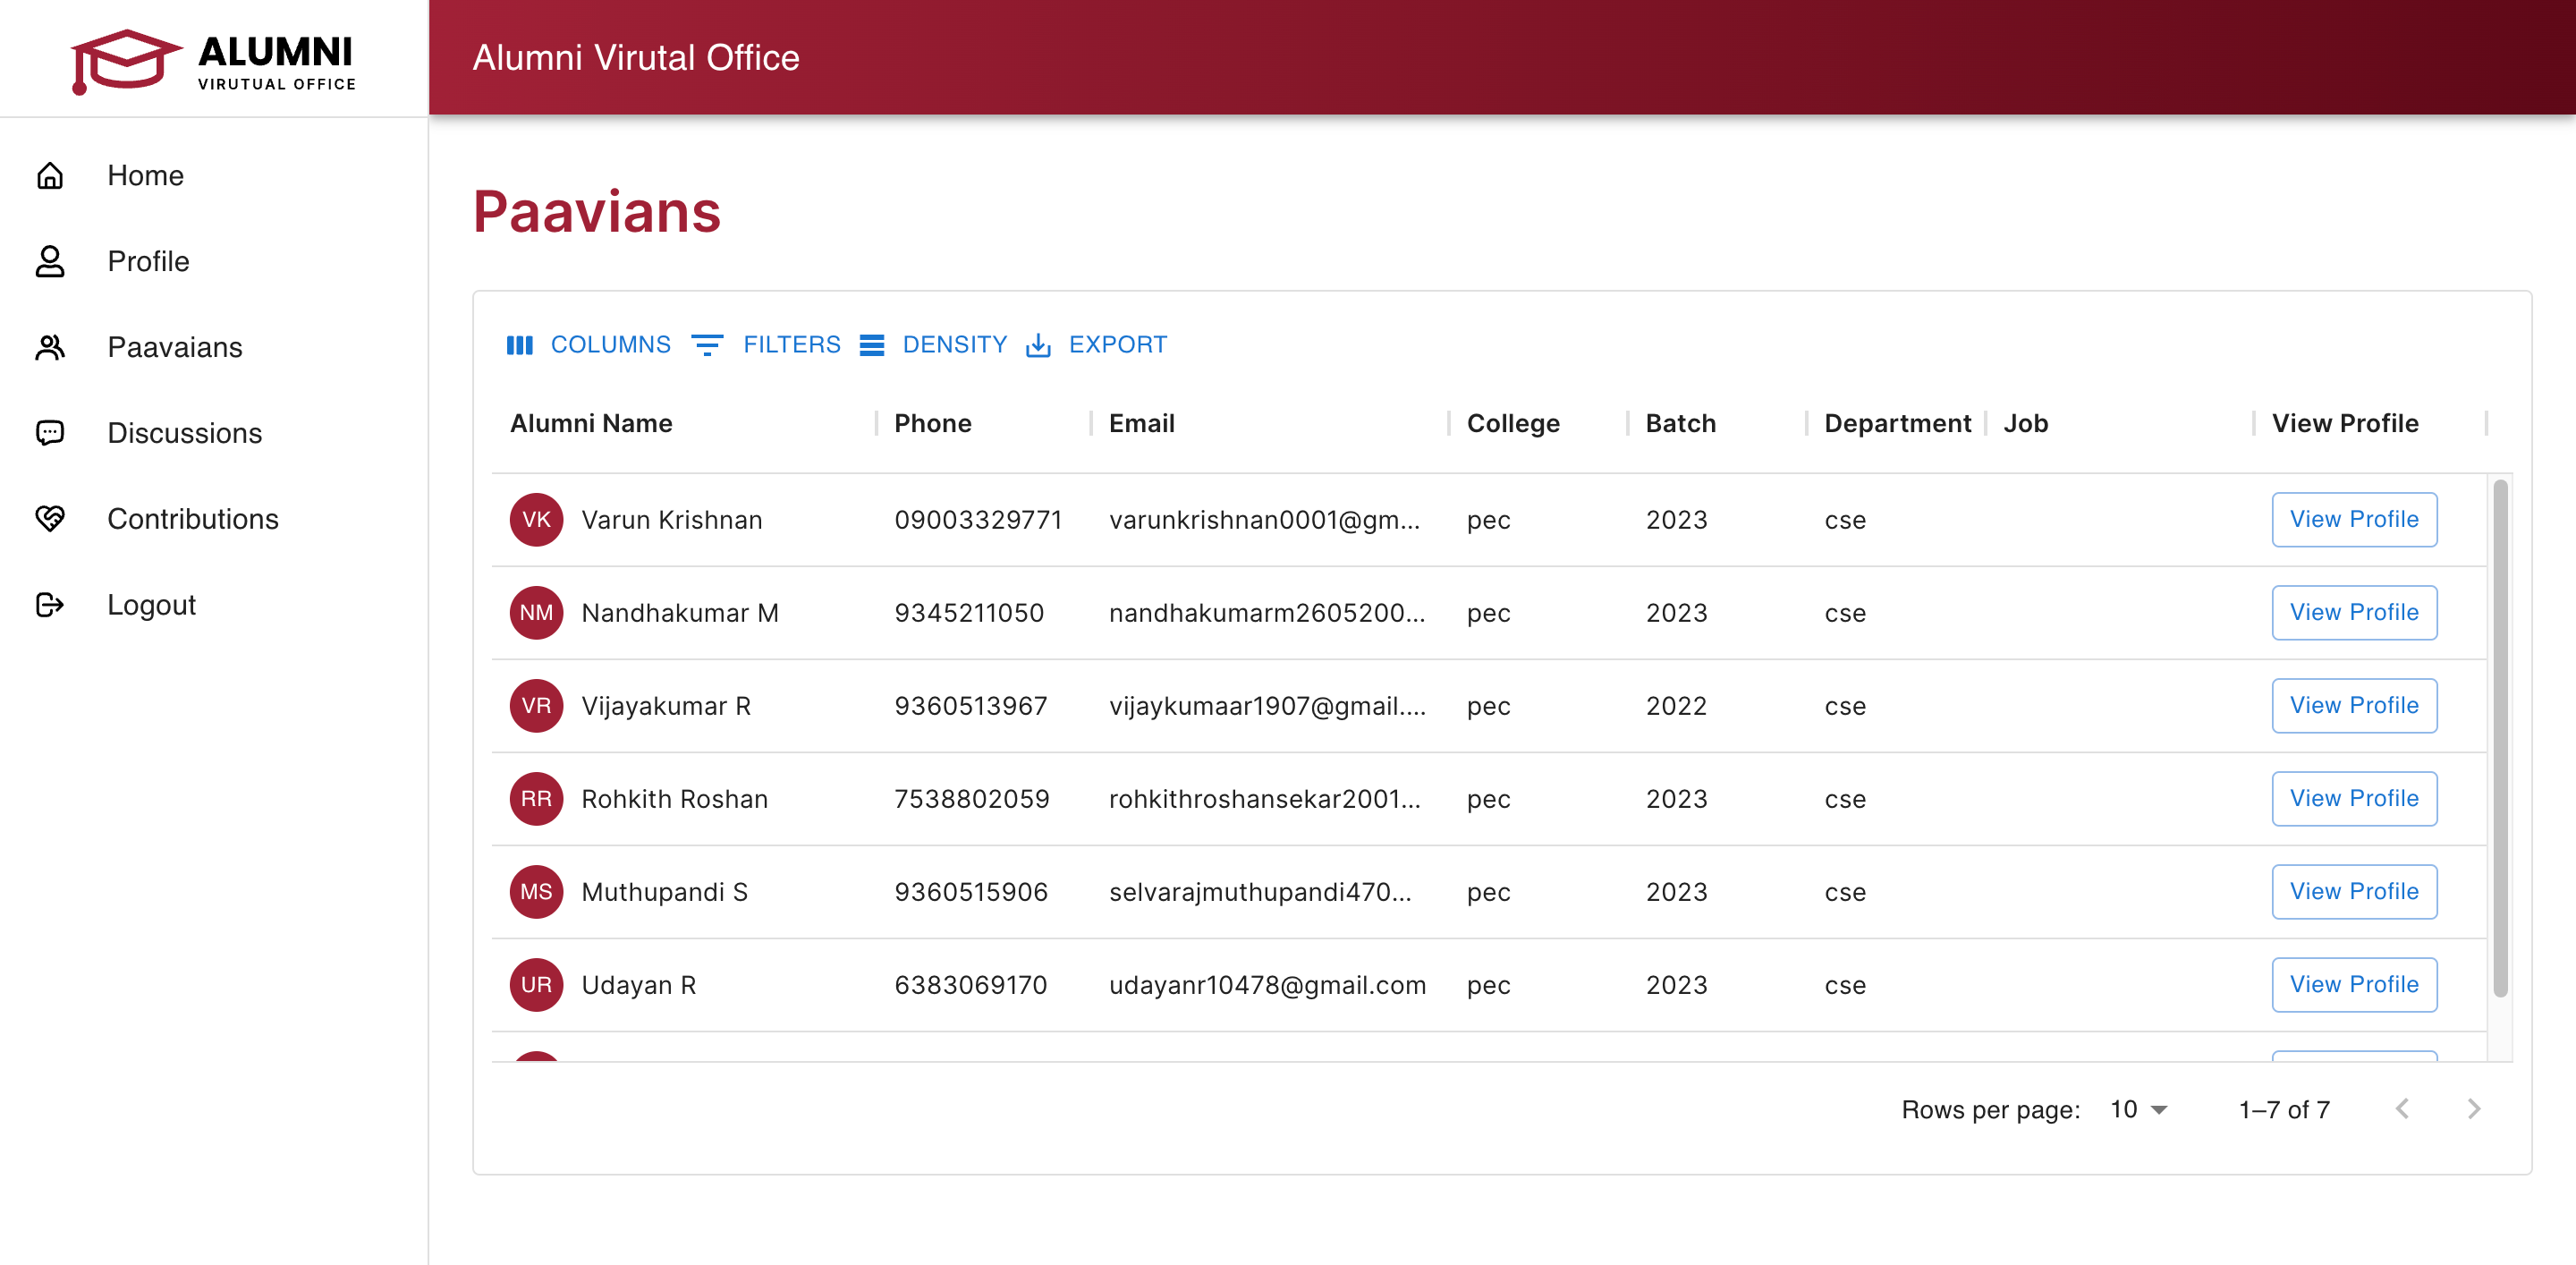 ALUMNI
VIRUTUAL OFFICE
Alumni Virutal Office
Home
Profile
Paavaians
Discussions
Contributions
Logout
Paavians
COLUMNS FILTERS DENSITY EXPORT
Alumni Name Phone Email College Batch Department Job View Profile
VK Varun Krishnan 09003329771 varunkrishnan0001@gm... pec 2023 cse View Profile
NM Nandhakumar M 9345211050 nandhakumarm2605200... pec 2023 cse View Profile
VR Vijayakumar R 9360513967 vijaykumaar1907@gmail.... pec 2022 cse View Profile
RR Rohkith Roshan 7538802059 rohkithroshansekar2001... pec 2023 cse View Profile
MS Muthupandi S 9360515906 selvarajmuthupandi470... pec 2023 cse View Profile
UR Udayan R 6383069170 udayanr10478@gmail.com pec 2023 cse View Profile
Rows per page: 10 1–7 of 7